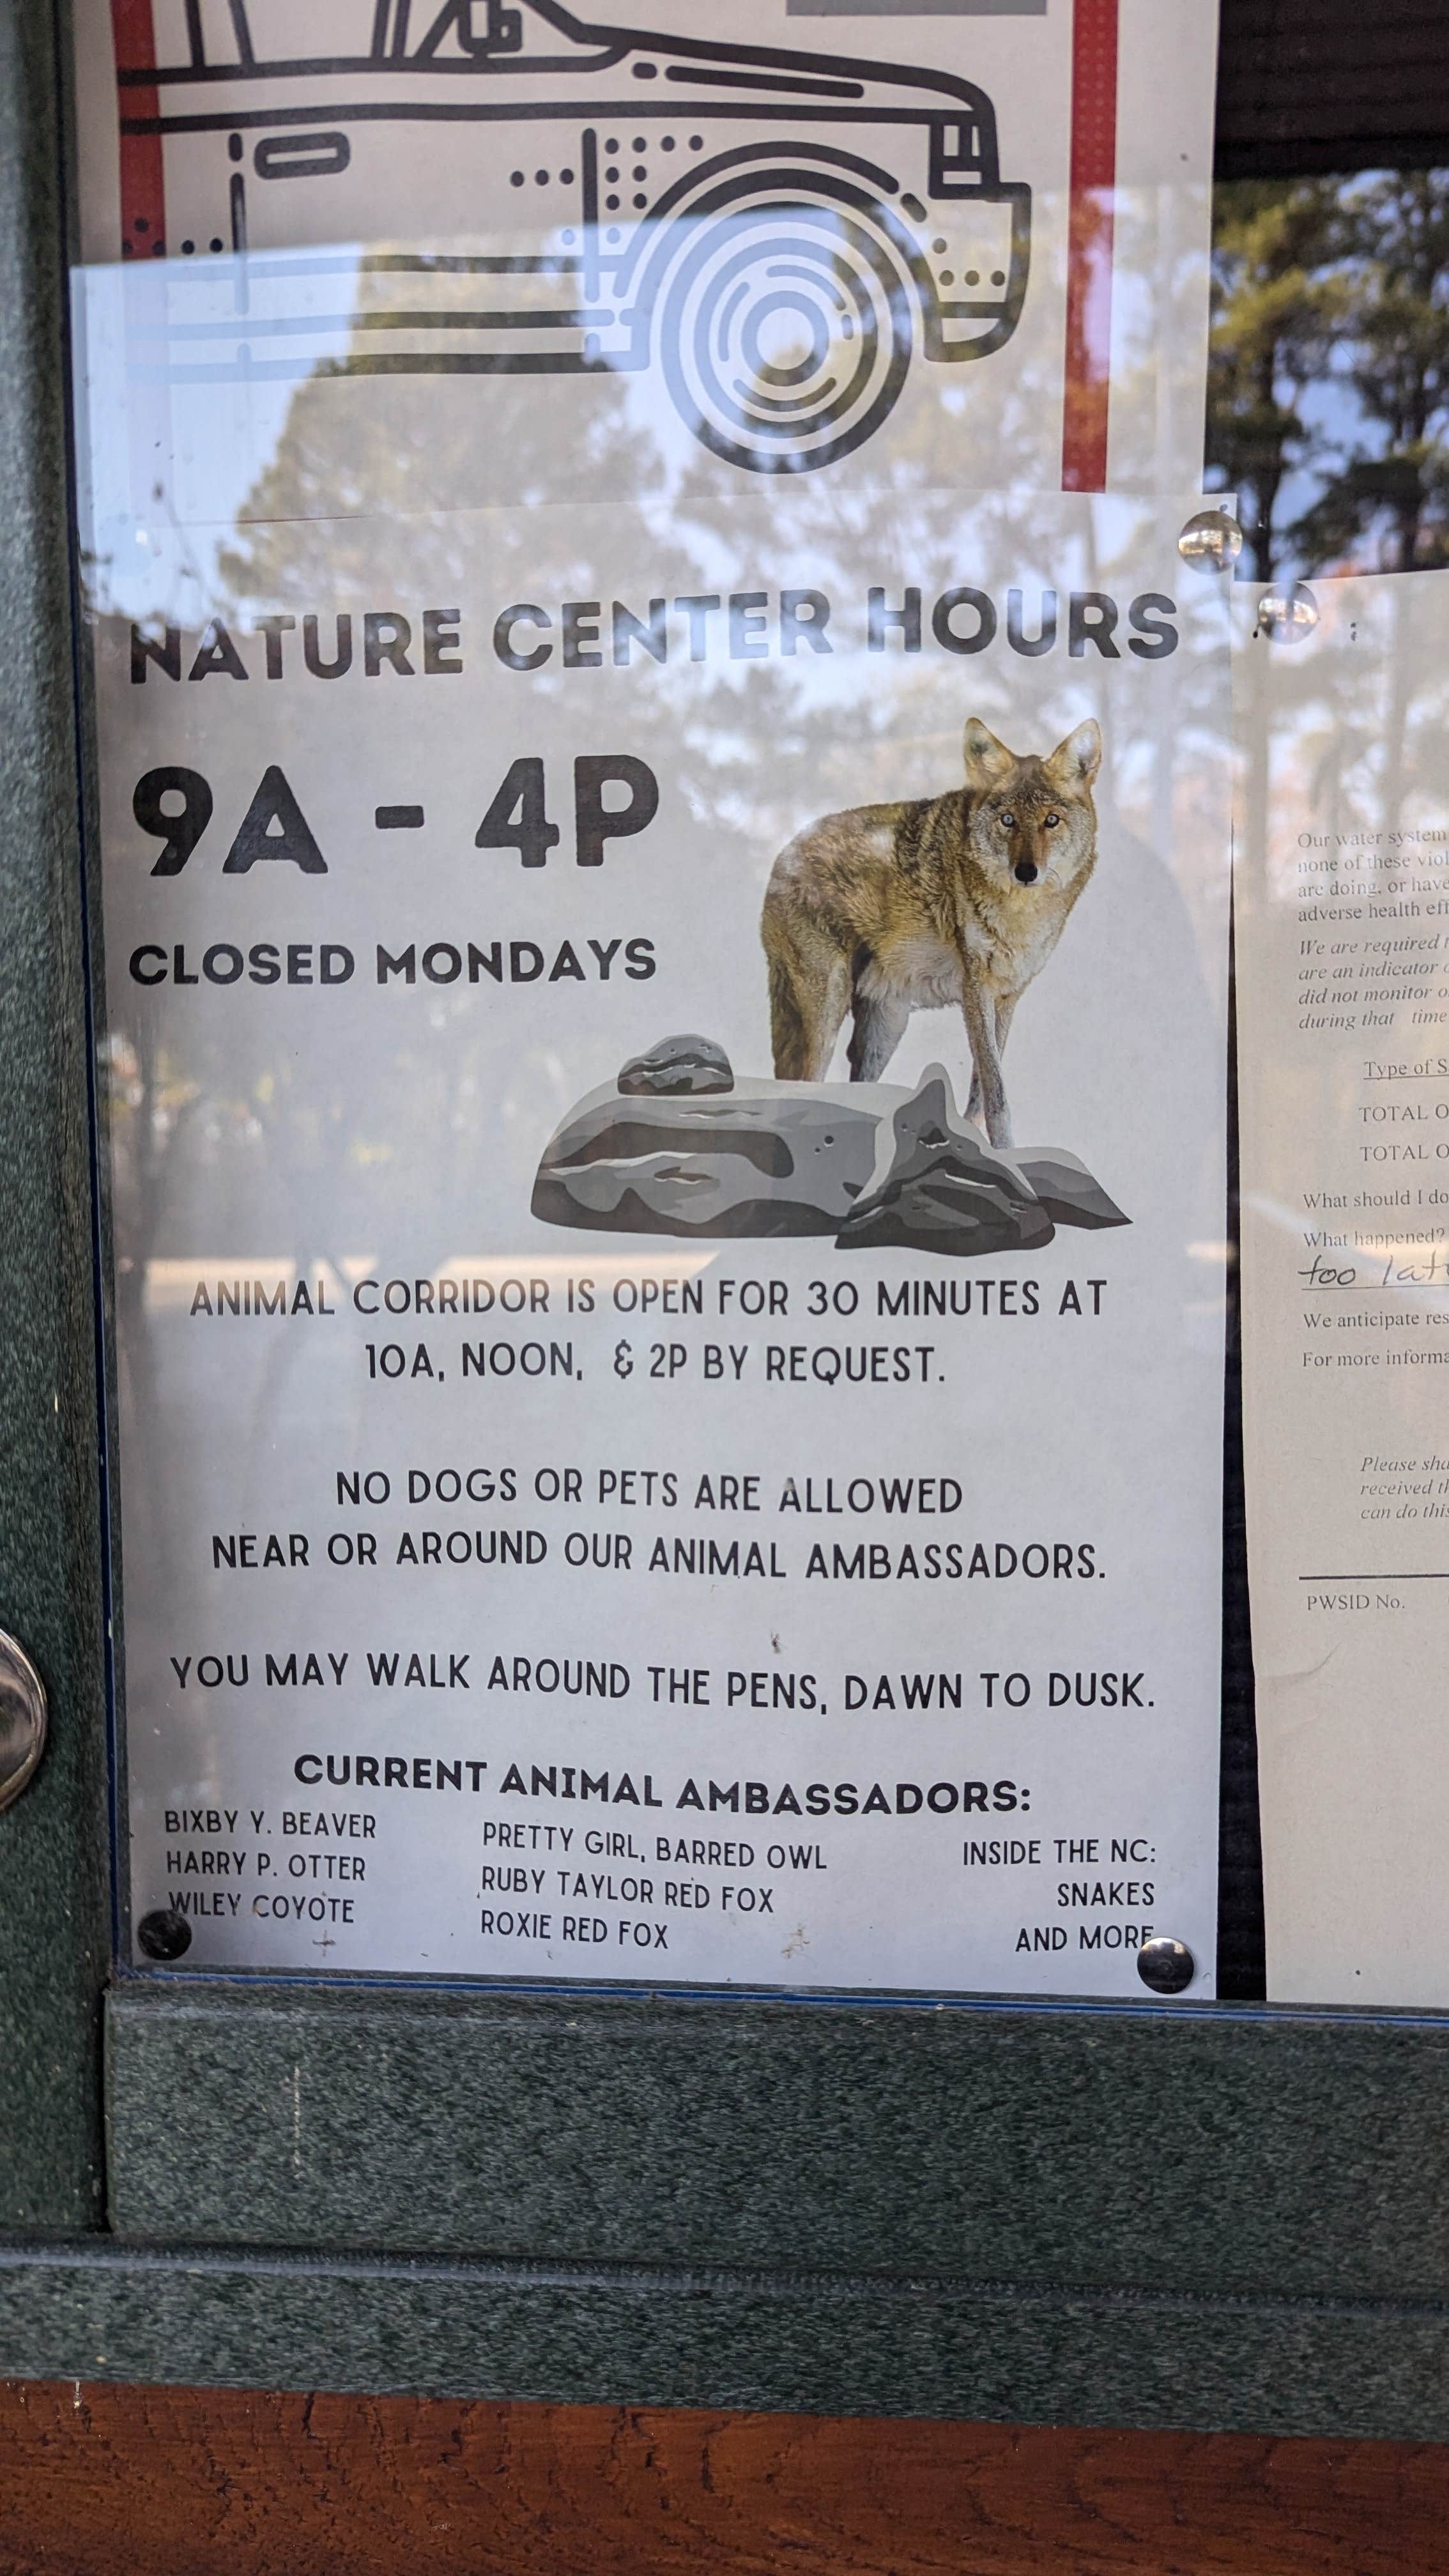 NATURE CENTER HOURS
9A - 4P
CLOSED MONDAYS
ANIMAL CORRIDOR IS OPEN FOR 30 MINUTES AT
10A, NOON, & 2P BY REQUEST.
NO DOGS OR PETS ARE ALLOWED
NEAR OR AROUND OUR ANIMAL AMBASSADORS.
YOU MAY WALK AROUND THE PENS, DAWN TO DUSK.
CURRENT ANIMAL AMBASSADORS:
BIXBY Y. BEAVER
HARRY P. OTTER
WILEY COYOTE
PRETTY GIRL, BARRED OWL
RUBY TAYLOR RED FOX
ROXIE RED FOX
INSIDE THE NC:
SNAKES
AND MORE
Our water system
none of these
are doing, or have
adverse health
We are required
are an indicator
did not monitor
during that time
Type of
TOTAL
TOTAL
What should I do
What happened?
too
We anticipate
For more
Please
received
can do this
PWSID No.